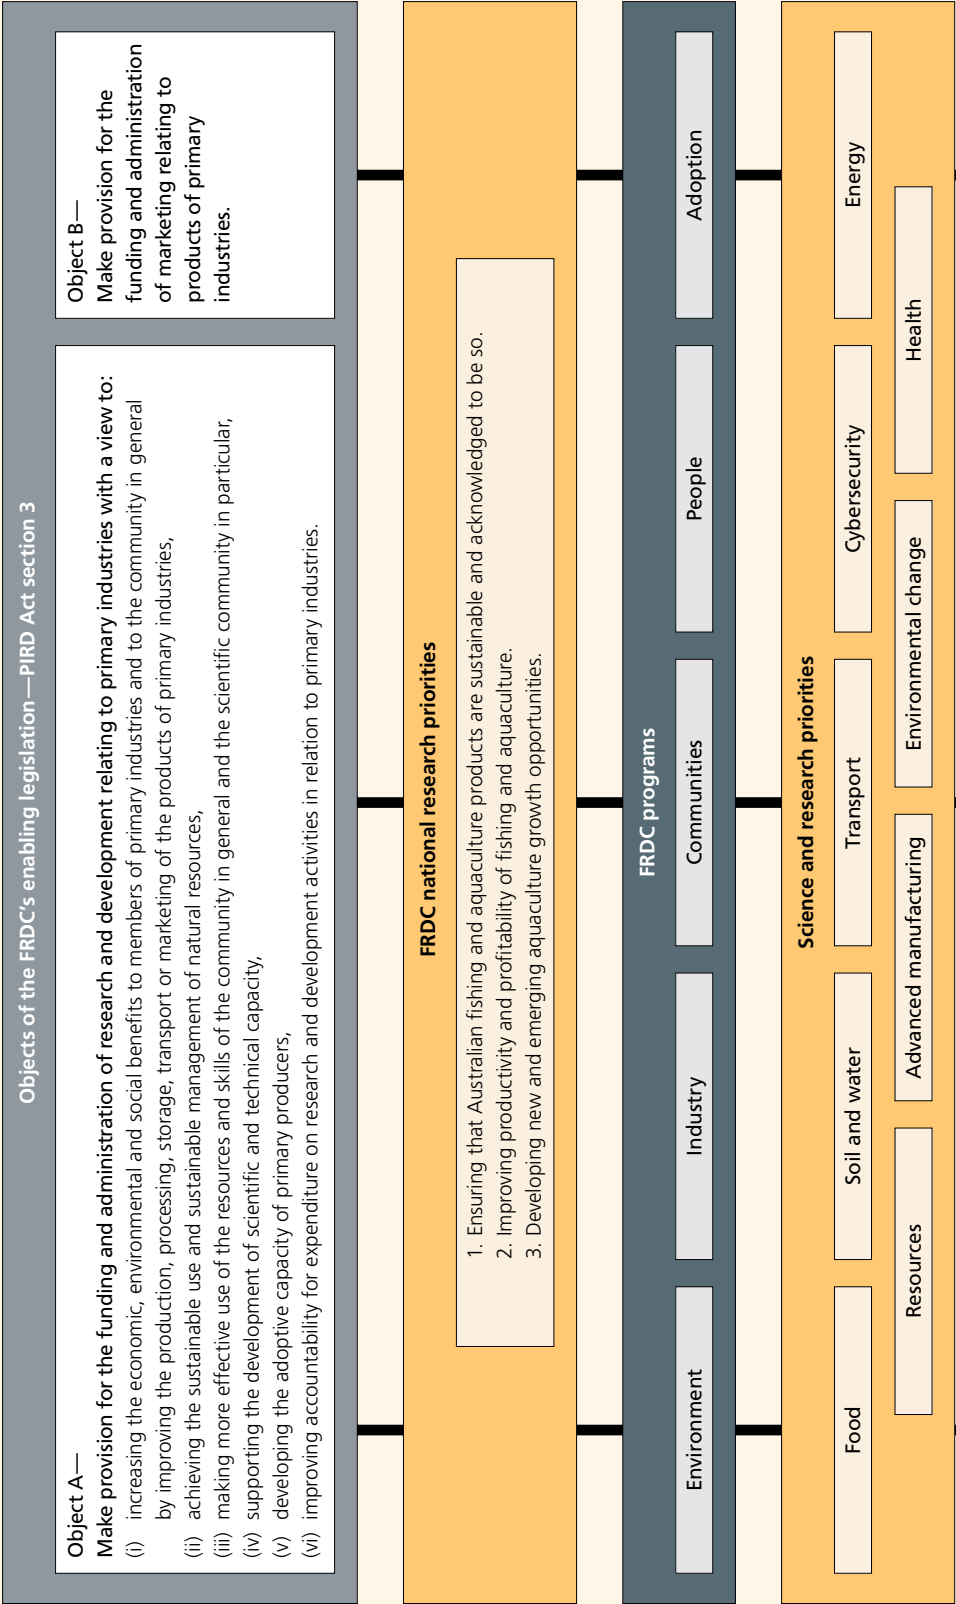 Objects of the FRDC's enabling legislation—PIRD Act section 3
Object A—
Make provision for the funding and administration of research and development relating to primary industries with a view to:
(i) increasing the economic, environmental and social benefits to members of primary industries and to the community in general
by improving the production, processing, storage, transport or marketing of the products of primary industries,
(ii) achieving the sustainable use and sustainable management of natural resources,
(iii) making more effective use of the resources and skills of the community in general and the scientific community in particular,
(iv) supporting the development of scientific and technical capacity,
(v) developing the adoptive capacity of primary producers,
(vi) improving accountability for expenditure on research and development activities in relation to primary industries.
Object B—
Make provision for the
funding and administration
of marketing relating to
products of primary
industries.
FRDC national research priorities
1. Ensuring that Australian fishing and aquaculture products are sustainable and acknowledged to be so.
2. Improving productivity and profitability of fishing and aquaculture.
3. Developing new and emerging aquaculture growth opportunities.
FRDC programs
Environment
Industry
Communities
People
Adoption
Science and research priorities
Food
Soil and water
Transport
Cybersecurity
Energy
Resources
Advanced manufacturing
Environmental change
Health